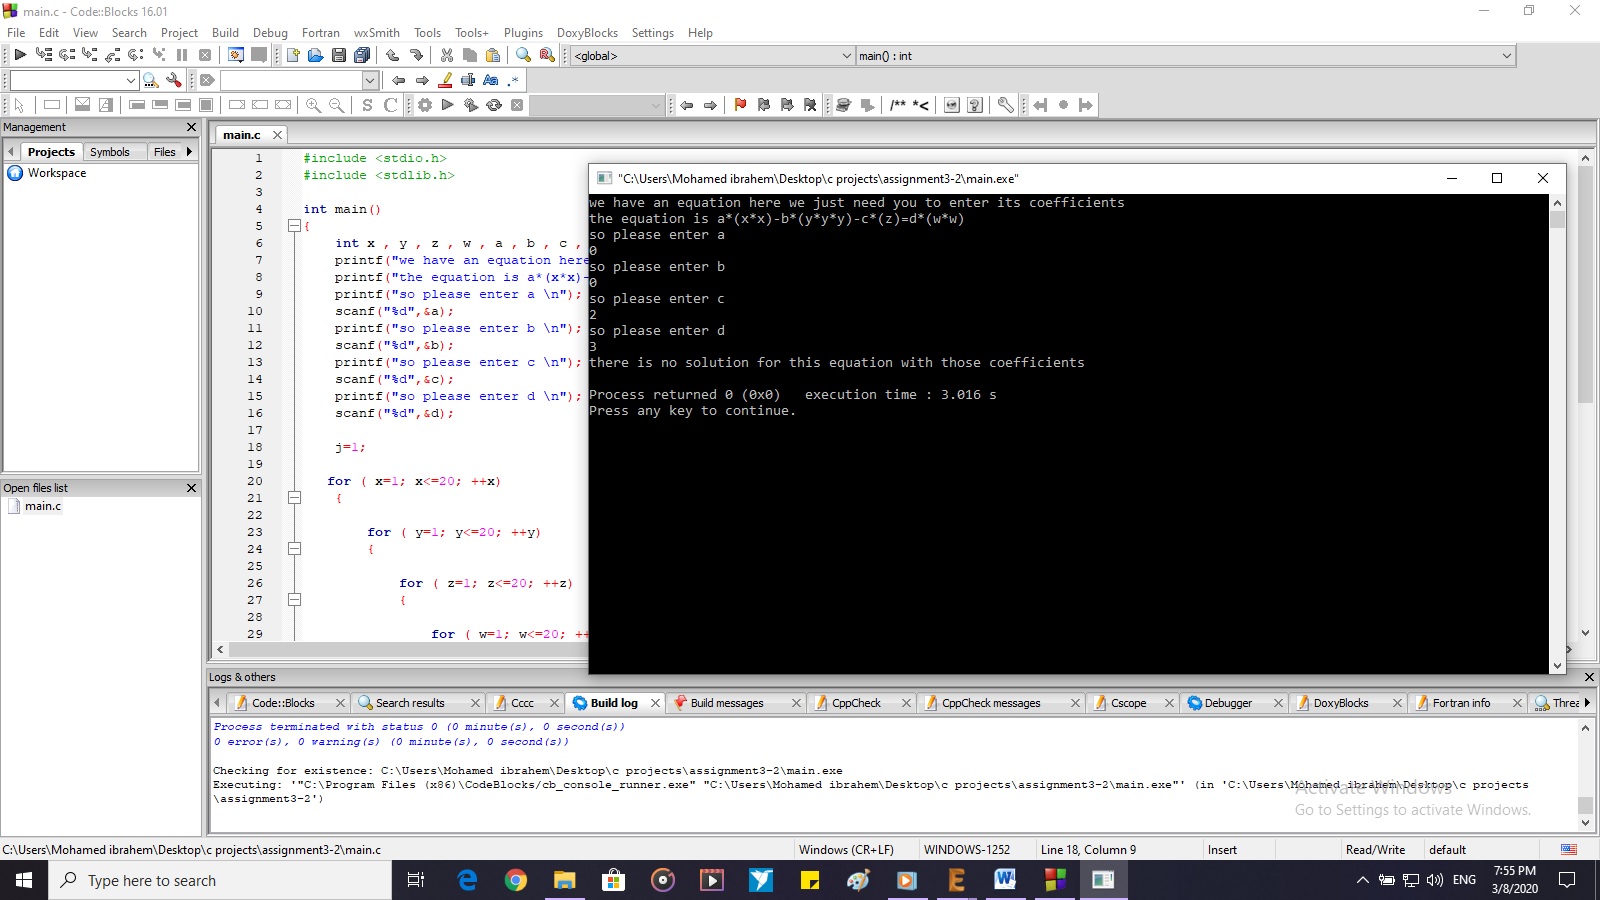 main.c - Code::Blocks 16.01
File Edit View Search Project Build Debug Fortran wxSmith Tools Tools+ Plugins DoxyBlocks Settings Help
<global> main() : int
S C /** *<
Management
Projects Symbols Files
Workspace
Open files list
main.c
main.c
1 #include <stdio.h>
2 #include <stdlib.h>
3
4 int main()
5 {
6 int x , y , z , w , a , b , c ,
7 printf("we have an equation here
8 printf("the equation is a*(x*x)-
9 printf("so please enter a \n");
10 scanf("%d",&a);
11 printf("so please enter b \n");
12 scanf("%d",&b);
13 printf("so please enter c \n");
14 scanf("%d",&c);
15 printf("so please enter d \n");
16 scanf("%d",&d);
17
18 j=1;
19
20 for ( x=1; x<=20; ++x)
21 {
22
23 for ( y=1; y<=20; ++y)
24 {
25
26 for ( z=1; z<=20; ++z)
27 {
28
29 for ( w=1; w<=20; ++
"C:\Users\Mohamed ibrahem\Desktop\c projects\assignment3-2\main.exe"
we have an equation here we just need you to enter its coefficients
the equation is a*(x*x)-b*(y*y*y)-c*(z)=d*(w*w)
so please enter a
0
so please enter b
0
so please enter c
2
so please enter d
3
there is no solution for this equation with those coefficients
Process returned 0 (0x0) execution time : 3.016 s
Press any key to continue.
Logs & others
Code::Blocks Search results Cccc Build log Build messages CppCheck CppCheck messages Cscope Debugger DoxyBlocks Fortran info Threa
Process terminated with status 0 (0 minute(s), 0 second(s))
0 error(s), 0 warning(s) (0 minute(s), 0 second(s))
Checking for existence: C:\Users\Mohamed ibrahem\Desktop\c projects\assignment3-2\main.exe
Executing: '"C:\Program Files (x86)\CodeBlocks/cb_console_runner.exe" "C:\Users\Mohamed ibrahem\Desktop\c projects\assignment3-2\main.exe"' (in 'C:\Users\Mohamed ibrahem\Desktop\c projects
\assignment3-2')
Activate Windows
Go to Settings to activate Windows.
C:\Users\Mohamed ibrahem\Desktop\c projects\assignment3-2\main.c Windows (CR+LF) WINDOWS-1252 Line 18, Column 9 Insert Read/Write default
Type here to search
ENG
7:55 PM
3/8/2020